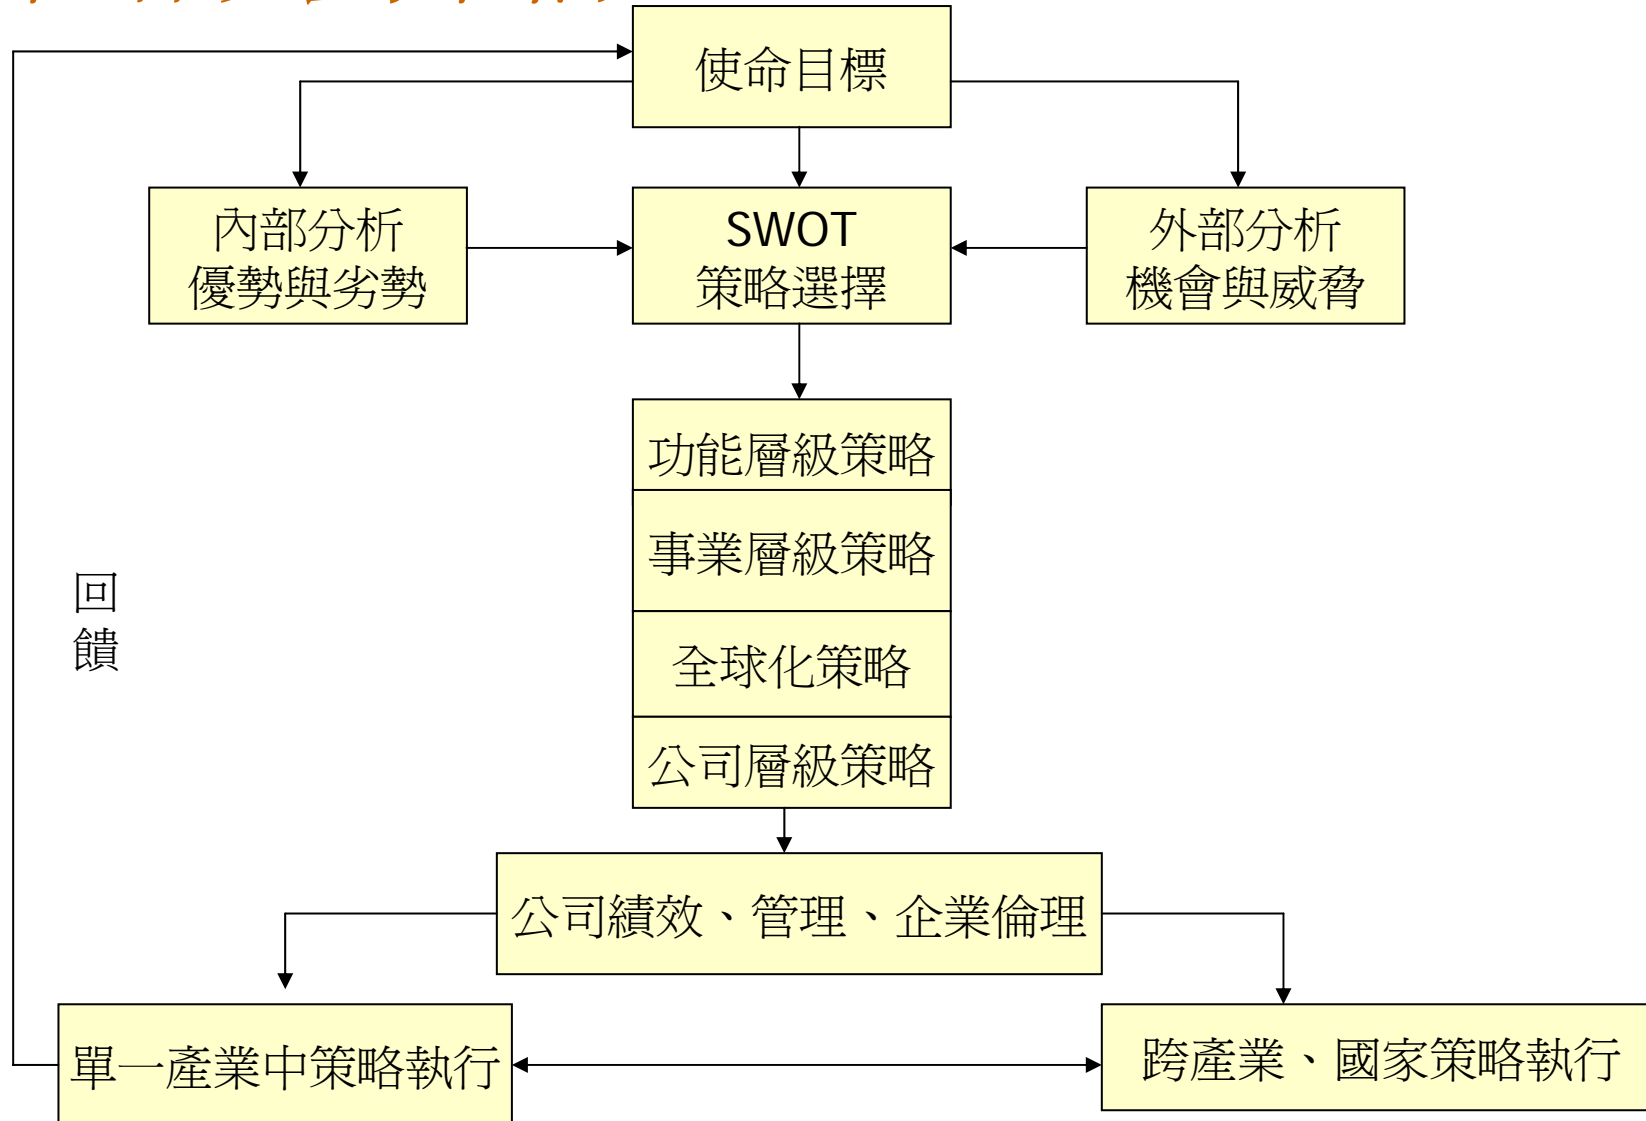 使命目標
內部分析
優勢與劣勢
SWOT
策略選擇
外部分析
機會與威脅
功能層級策略
事業層級策略
回
饋
全球化策略
公司層級策略
公司績效、管理、企業倫理
單一產業中策略執行
跨產業、國家策略執行